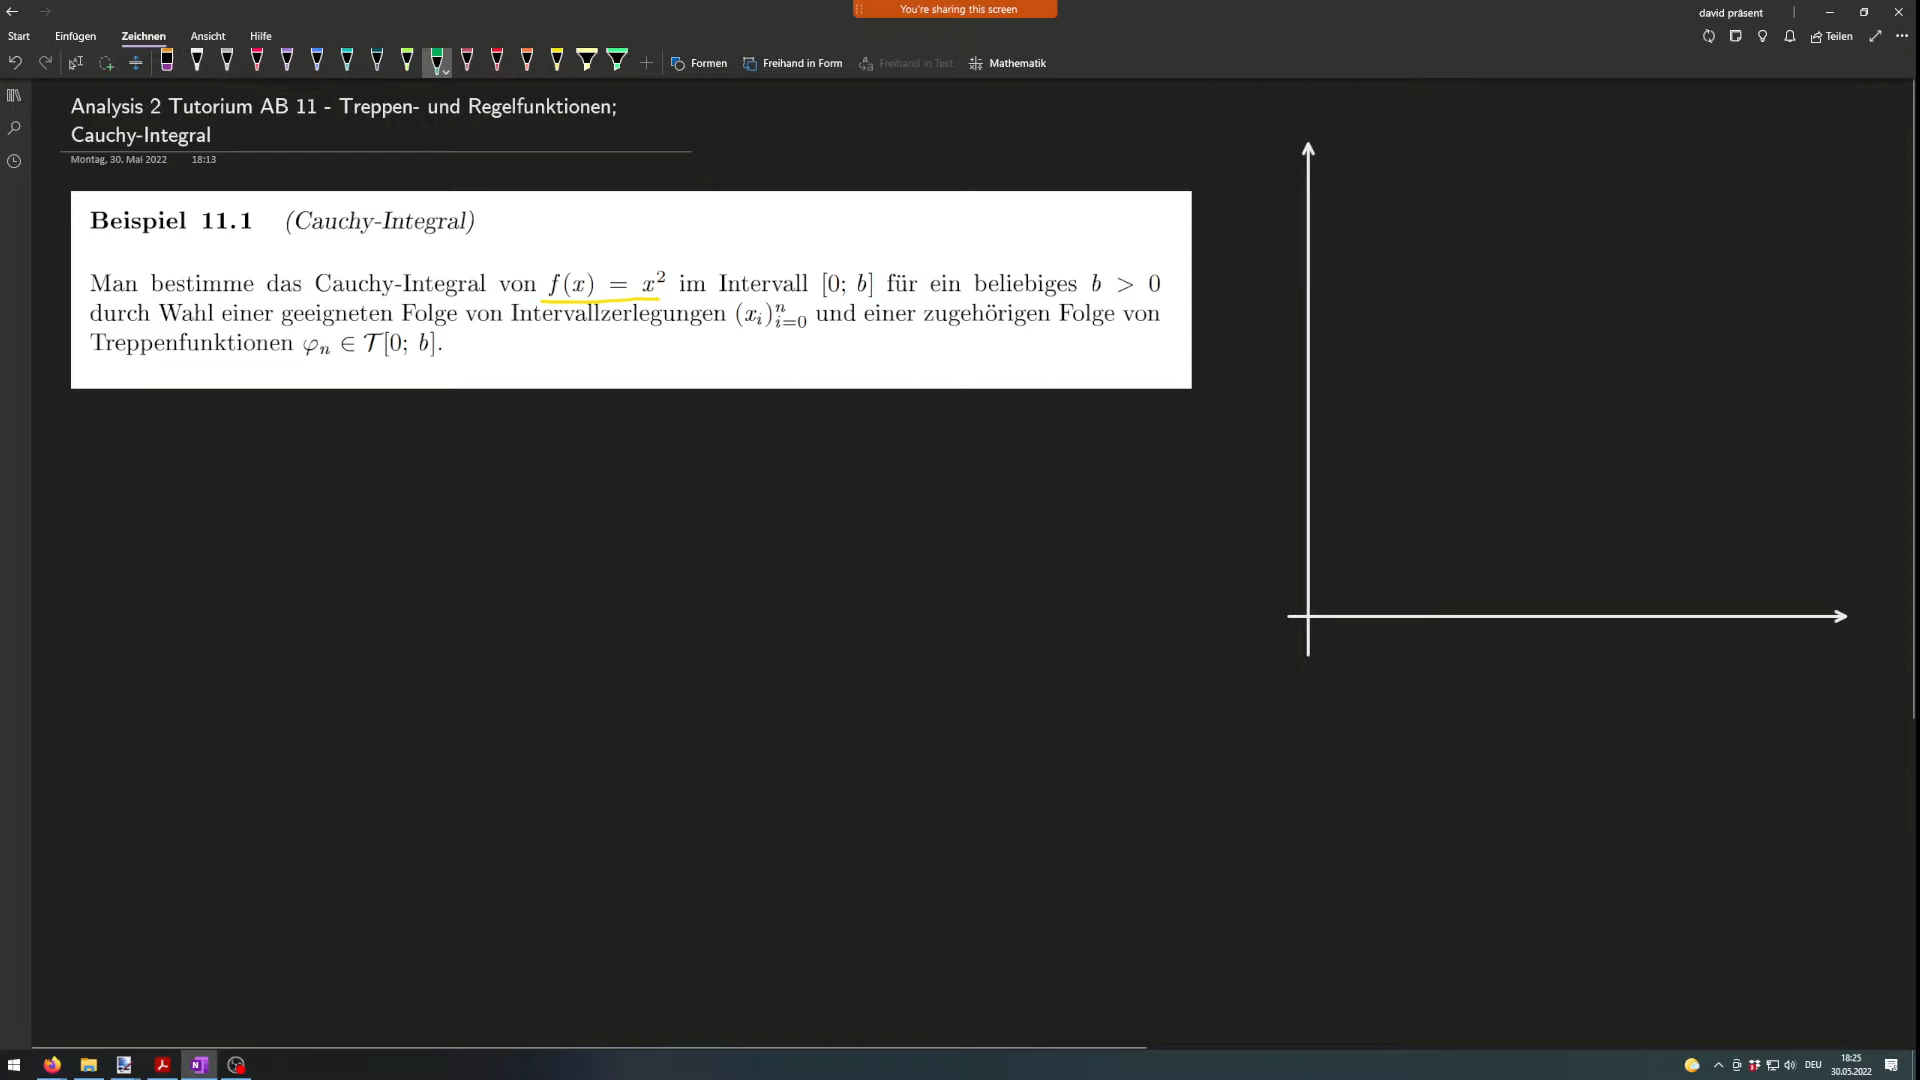 You're sharing this screen
david präsent
Start Einfügen Zeichnen Ansicht Hilfe
Teilen
Formen Freihand in Form Freihand in Text Mathematik
Analysis 2 Tutorium AB 11 - Treppen- und Regelfunktionen;
Cauchy-Integral
Montag, 30. Mai 2022 18:13
Beispiel 11.1 (Cauchy-Integral)
Man bestimme das Cauchy-Integral von f(x) = x² im Intervall [0; b] für ein beliebiges b > 0
durch Wahl einer geeigneten Folge von Intervallzerlegungen (xᵢ)ⁿᵢ₌₀ und einer zugehörigen Folge von
Treppenfunktionen φₙ ∈ 𝒯[0; b].
DEU
18:25
30.05.2022